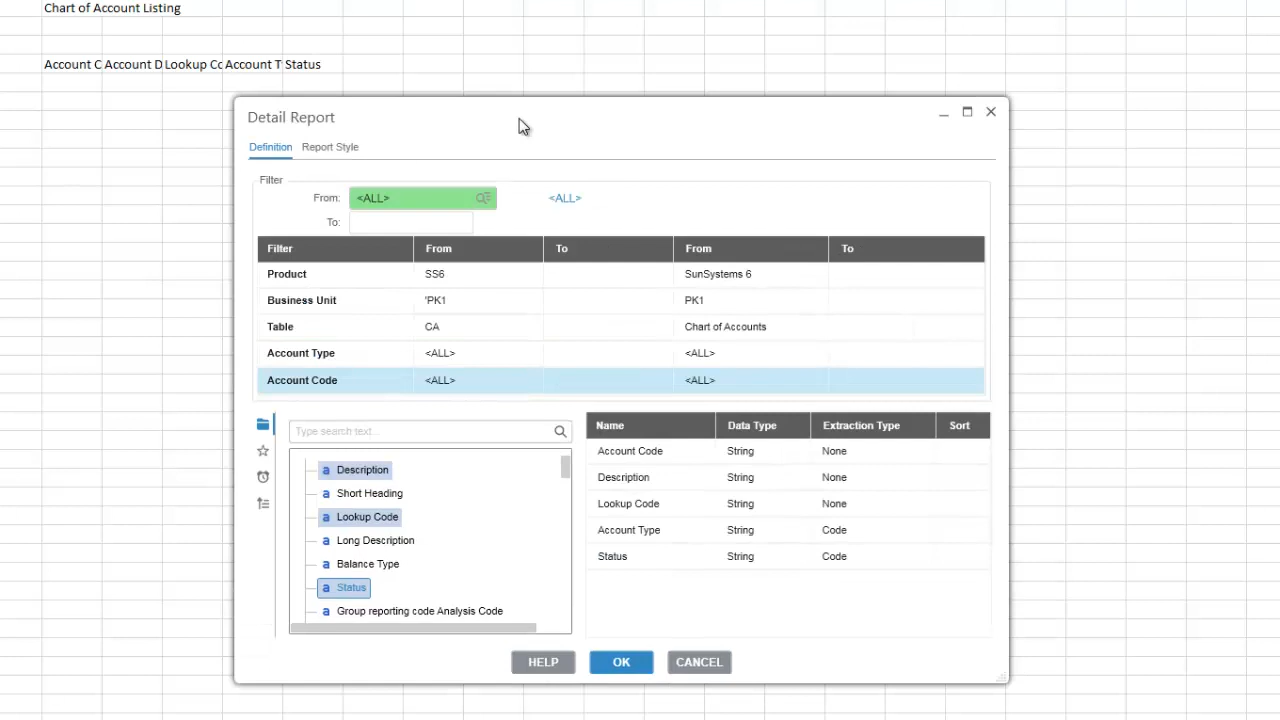 Chart of Account Listing
Account C Account D Lookup Cc Account T Status
Detail Report
Definition Report Style
Filter
From: <ALL> <ALL>
To:
Filter From To From To
Product SS6 SunSystems 6
Business Unit 'PK1 PK1
Table CA Chart of Accounts
Account Type <ALL> <ALL>
Account Code <ALL> <ALL>
Type search text...
Name Data Type Extraction Type Sort
a Description
a Short Heading
a Lookup Code
a Long Description
a Balance Type
a Status
a Group reporting code Analysis Code
Account Code String None
Description String None
Lookup Code String None
Account Type String Code
Status String Code
HELP OK CANCEL